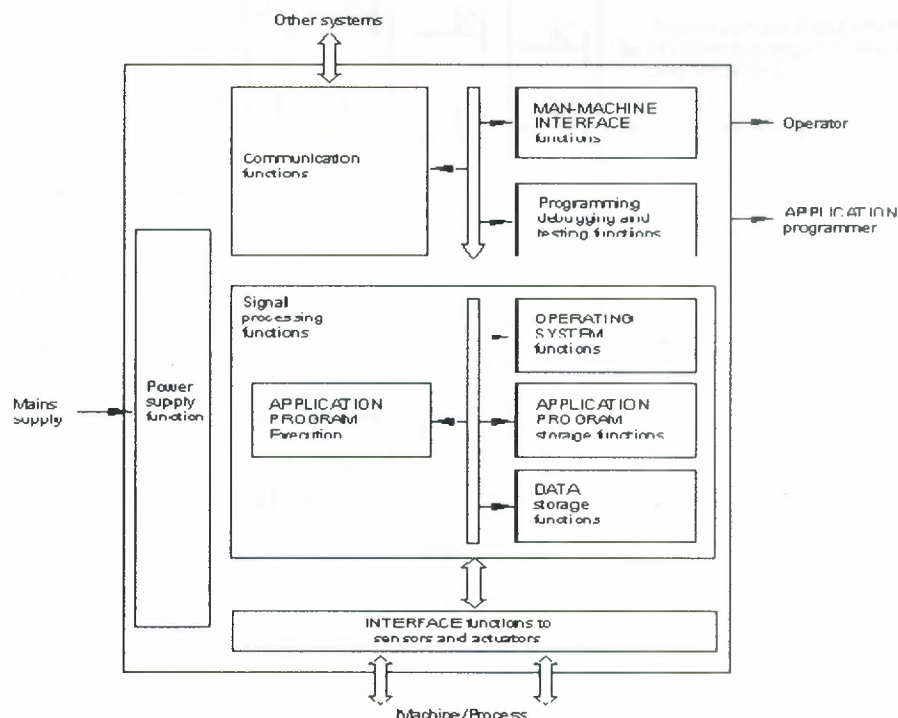 Other systems
MAN-MACHINE
INTERFACE
functions
Operator
Communication
functions
Programming
debugging and
testing functions
APPLICATION
programmer
Signal
processing
functions
OPERATING
SYSTEM
functions
Mains
supply
Power
supply
function
APPLICATION
PROGRAM
Execution
APPLICATION
PROGRAM
storage functions
DATA
storage
functions
INTERFACE functions to
sensors and actuators
Machine/Process